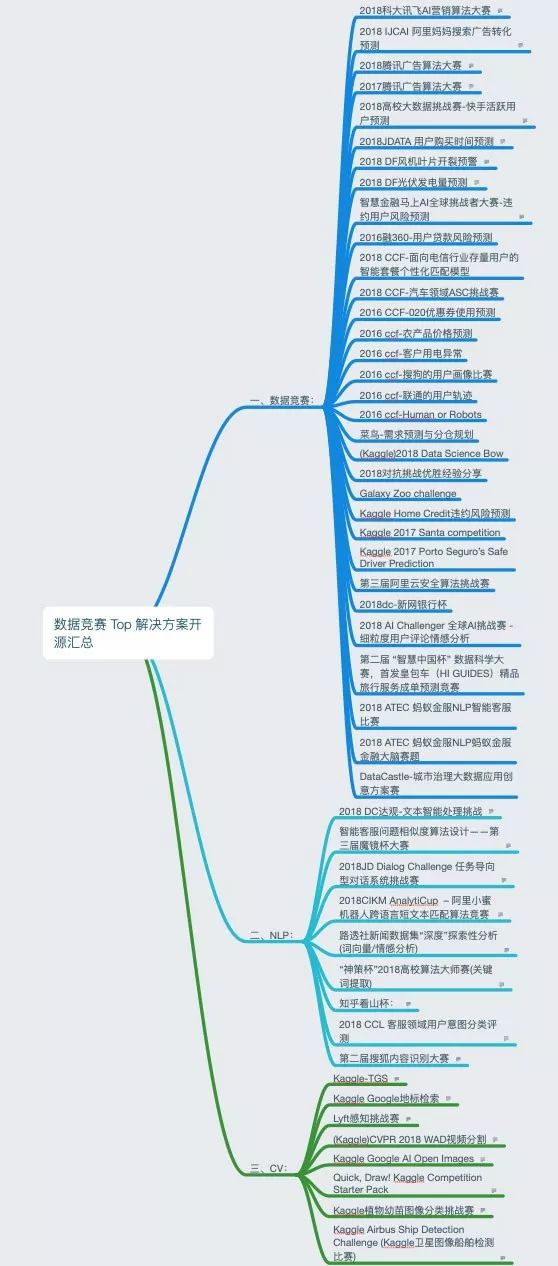 2018科大讯飞AI营销算法大赛
2018 IJCAI 阿里妈妈搜索广告转化
预测
2018腾讯广告算法大赛
2017腾讯广告算法大赛
2018高校大数据挑战赛-快手活跃用
户预测
2018JDATA 用户购买时间预测
2018 DF风机叶片开裂预警
2018 DF光伏发电量预测
智慧金融马上AI全球挑战者大赛-违
约用户风险预测
2016融360-用户贷款风险预测
2018 CCF-面向电信行业存量用户的
智能套餐个性化匹配模型
2018 CCF-汽车领域ASC挑战赛
2016 CCF-020优惠券使用预测
2016 ccf-农产品价格预测
2016 ccf-客户用电异常
2016 ccf-搜狗的用户画像比赛
2016 ccf-联通的用户轨迹
2016 ccf-Human or Robots
菜鸟-需求预测与分仓规划
(Kaggle)2018 Data Science Bow
2018对抗挑战优胜经验分享
Galaxy Zoo challenge
Kaggle Home Credit违约风险预测
Kaggle 2017 Santa competition
Kaggle 2017 Porto Seguro's Safe
Driver Prediction
第三届阿里云安全算法挑战赛
2018dc-新网银行杯
2018 AI Challenger 全球AI挑战赛 -
细粒度用户评论情感分析
第二届 “智慧中国杯” 数据科学大
赛，首发皇包车（HI GUIDES）精品
旅行服务成单预测竞赛
2018 ATEC 蚂蚁金服NLP智能客服
比赛
2018 ATEC 蚂蚁金服NLP蚂蚁金服
金融大脑赛题
DataCastle-城市治理大数据应用创
意方案赛
一、数据竞赛：
数据竞赛 Top 解决方案开
源汇总
2018 DC达观-文本智能处理挑战
智能客服问题相似度算法设计——第
三届魔镜杯大赛
2018JD Dialog Challenge 任务导向
型对话系统挑战赛
2018CIKM AnalytiCup – 阿里小蜜
机器人跨语言短文本匹配算法竞赛
路透社新闻数据集“深度”探索性分析
(词向量/情感分析)
“神策杯”2018高校算法大师赛(关键
词提取)
知乎看山杯：
2018 CCL 客服领域用户意图分类评
测
第二届搜狐内容识别大赛
二、NLP：
Kaggle-TGS
Kaggle Google地标检索
Lyft感知挑战赛
(Kaggle)CVPR 2018 WAD视频分割
Kaggle Google AI Open Images
Quick, Draw! Kaggle Competition
Starter Pack
Kaggle植物幼苗图像分类挑战赛
Kaggle Airbus Ship Detection
Challenge (Kaggle卫星图像船舶检测
比赛)
三、CV：